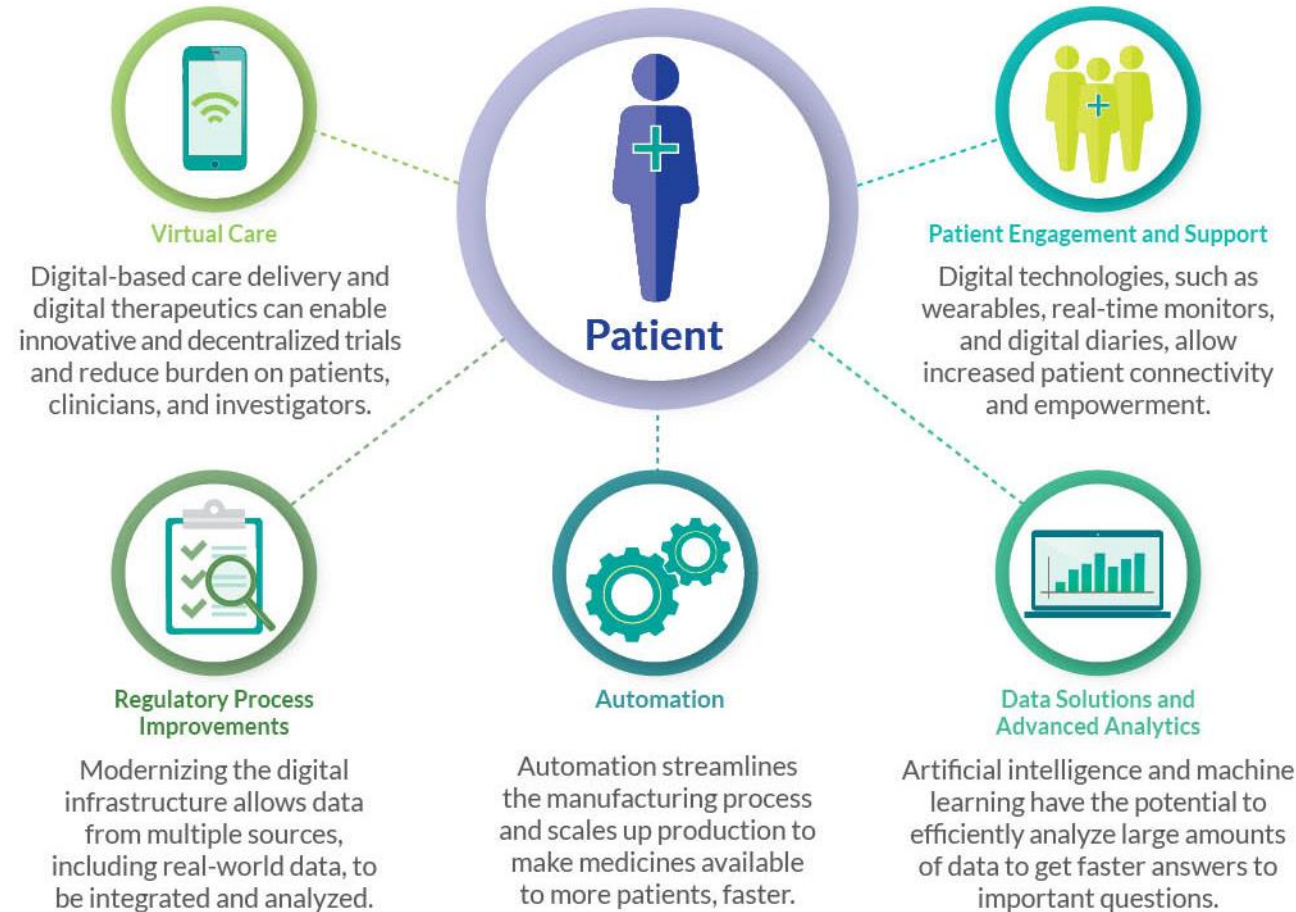 Patient
Virtual Care
Digital-based care delivery and
digital therapeutics can enable
innovative and decentralized trials
and reduce burden on patients,
clinicians, and investigators.
Patient Engagement and Support
Digital technologies, such as
wearables, real-time monitors,
and digital diaries, allow
increased patient connectivity
and empowerment.
Regulatory Process
Improvements
Modernizing the digital
infrastructure allows data
from multiple sources,
including real-world data, to
be integrated and analyzed.
Automation
Automation streamlines
the manufacturing process
and scales up production to
make medicines available
to more patients, faster.
Data Solutions and
Advanced Analytics
Artificial intelligence and machine
learning have the potential to
efficiently analyze large amounts
of data to get faster answers to
important questions.